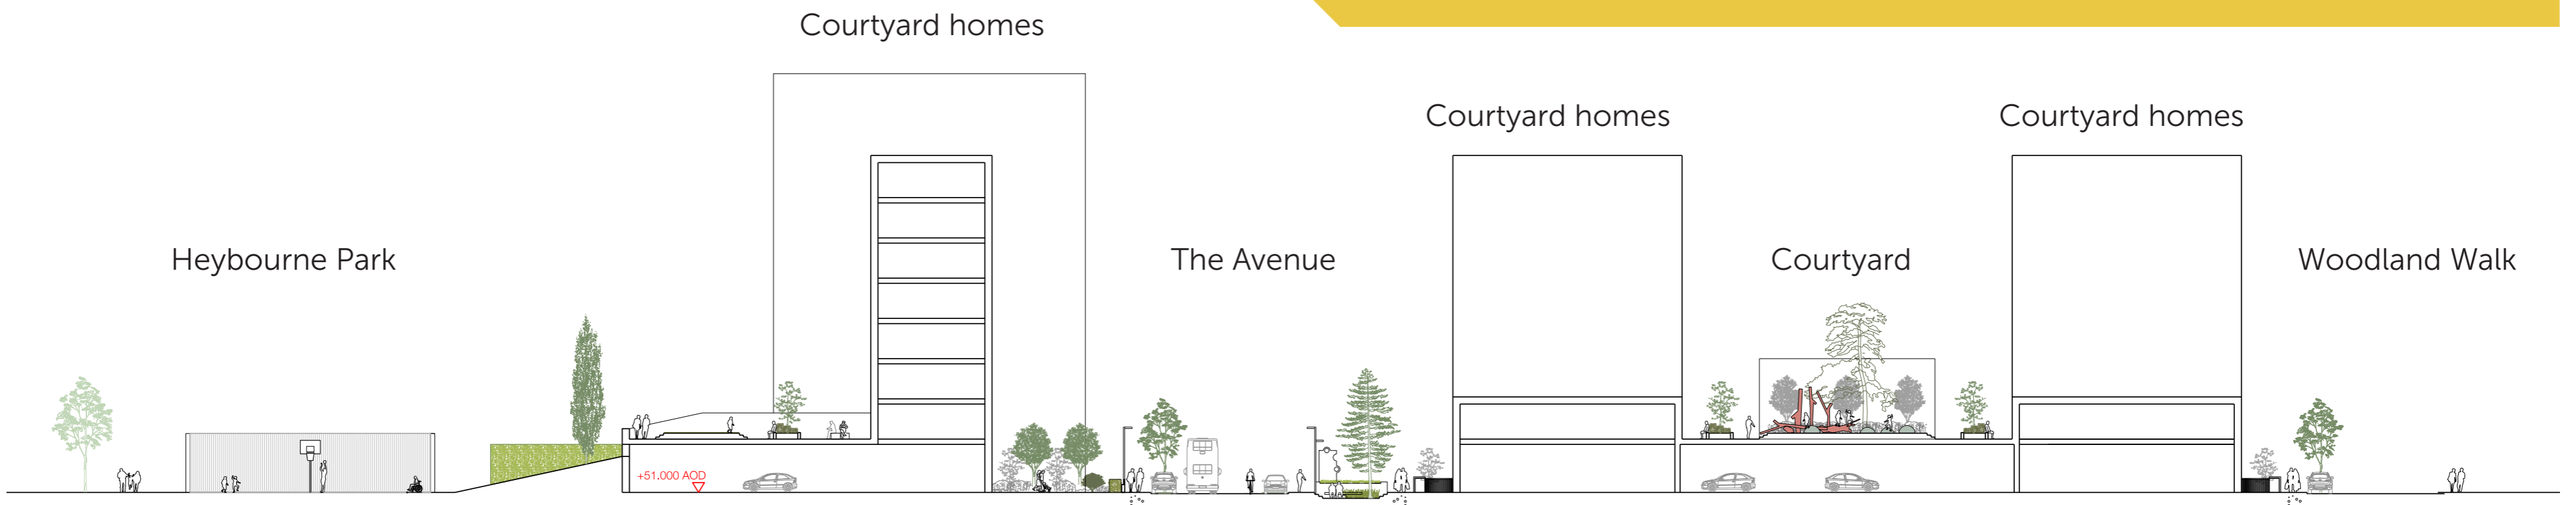 Courtyard homes
Courtyard homes
Courtyard homes
Heybourne Park
The Avenue
Courtyard
Woodland Walk
+51.000 AOD